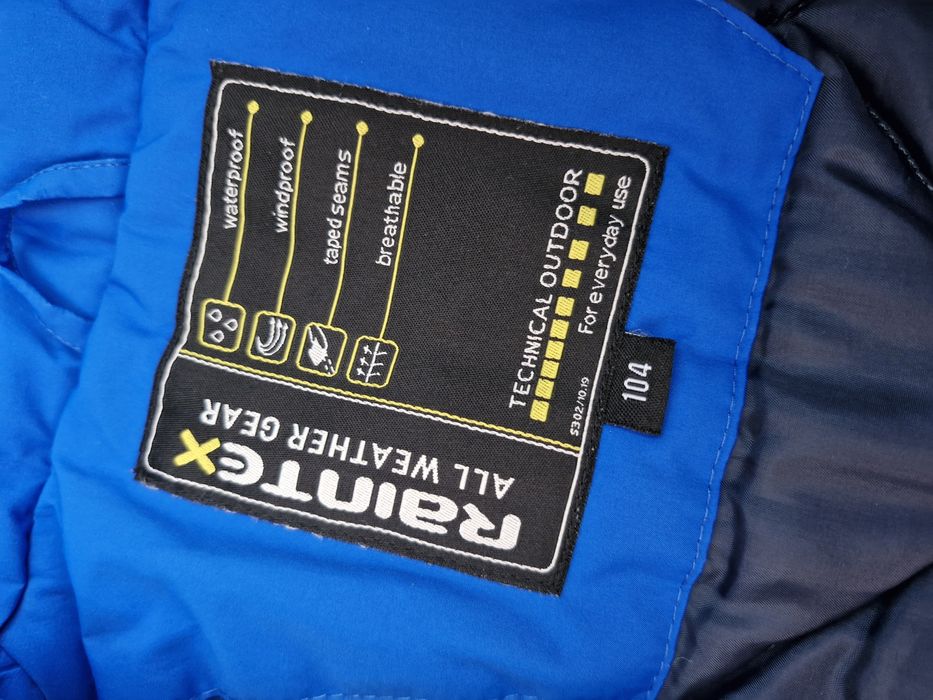 RAINTEX
ALL WEATHER GEAR
waterproof
windproof
taped seams
breathable
TECHNICAL OUTDOOR
For everyday use
S302/10.19
104